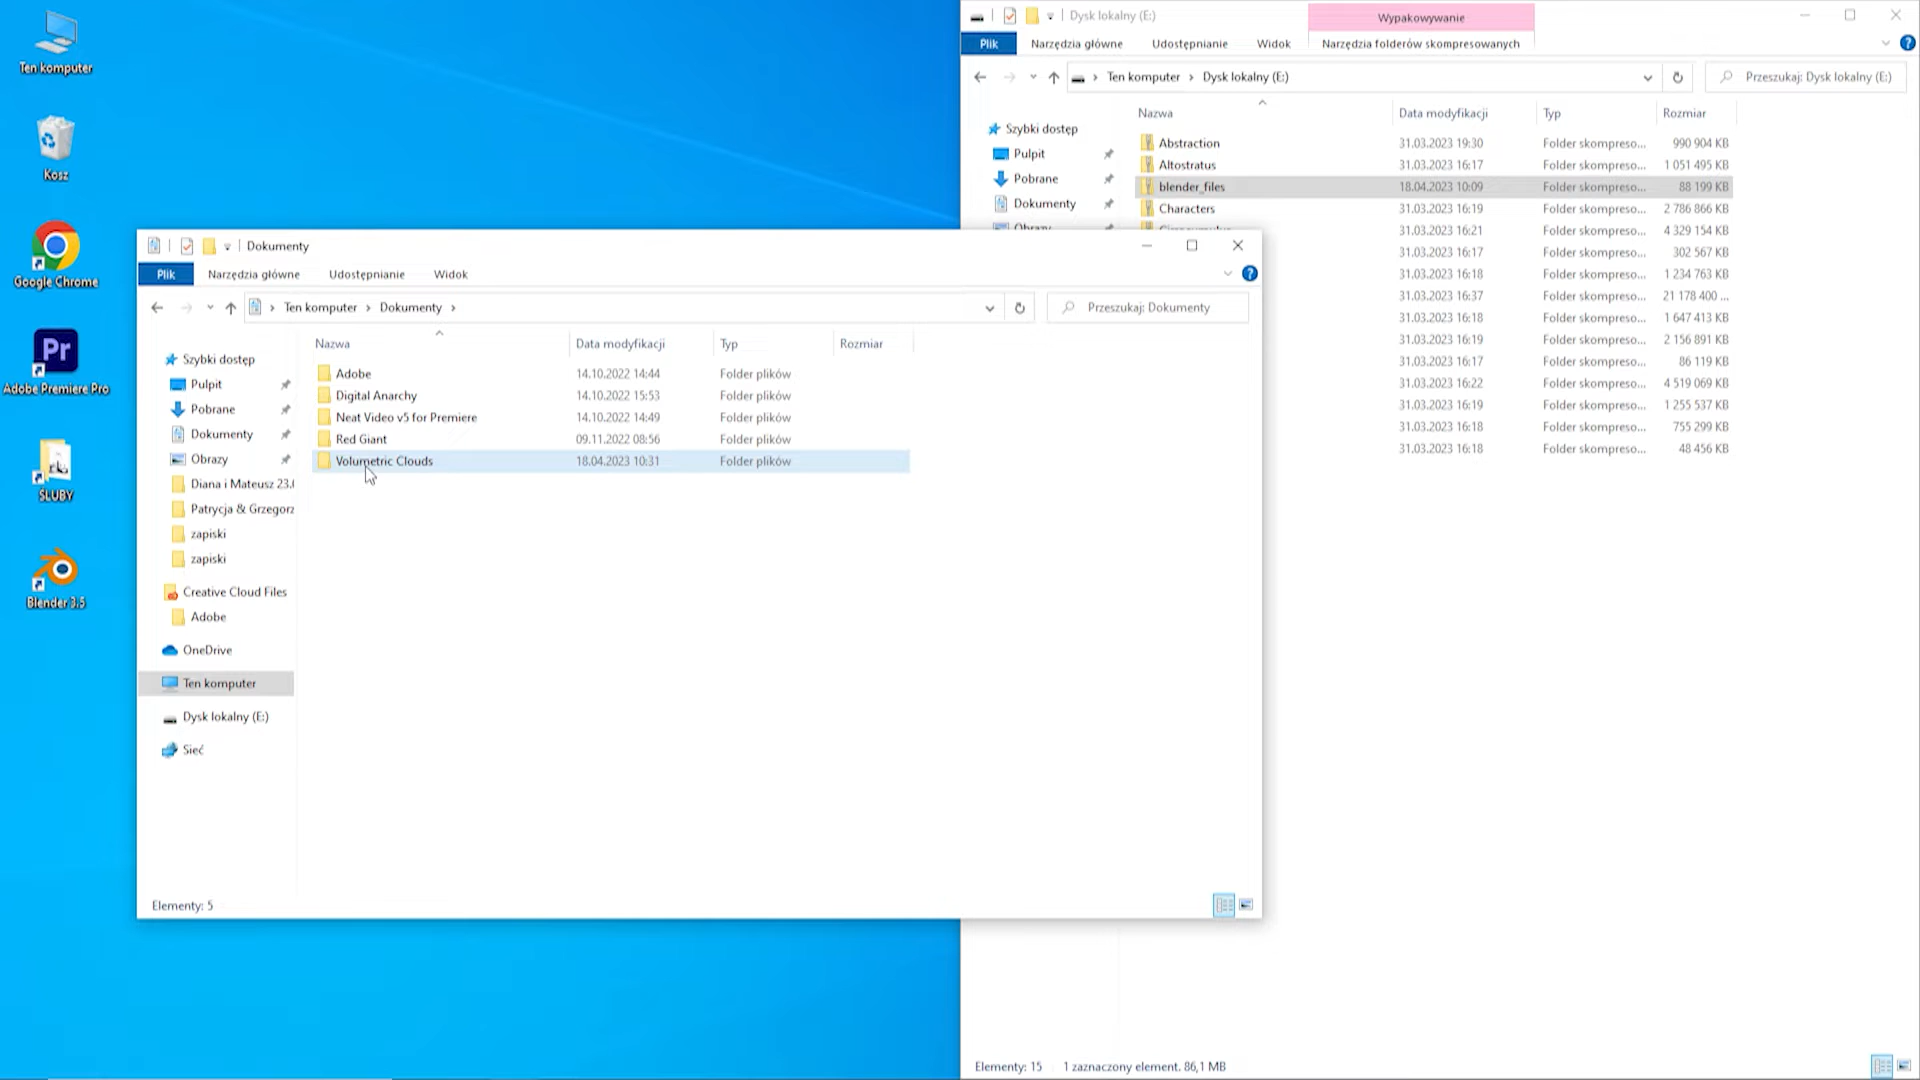 Ten komputer
Kosz
Google Chrome
Adobe Premiere Pro
Pr
ŚLUBY
Blender 3.5
Dysk lokalny (E:)
Wypakowywanie
Plik
Narzędzia główne
Udostępnianie
Widok
Narzędzia folderów skompresowanych
Ten komputer
Dysk lokalny (E:)
Przeszukaj: Dysk lokalny (E:)
Nazwa
Data modyfikacji
Typ
Rozmiar
Szybki dostęp
Pulpit
Pobrane
Dokumenty
Abstraction 31.03.2023 19:30 Folder skompreso... 990 904 KB
Altostratus 31.03.2023 16:17 Folder skompreso... 1 051 495 KB
blender_files 18.04.2023 10:09 Folder skompreso... 88 199 KB
Characters 31.03.2023 16:19 Folder skompreso... 2 786 866 KB
31.03.2023 16:21 Folder skompreso... 4 329 154 KB
31.03.2023 16:17 Folder skompreso... 302 567 KB
31.03.2023 16:18 Folder skompreso... 1 234 763 KB
31.03.2023 16:37 Folder skompreso... 21 178 400 ...
31.03.2023 16:18 Folder skompreso... 1 647 413 KB
31.03.2023 16:19 Folder skompreso... 2 156 891 KB
31.03.2023 16:17 Folder skompreso... 86 119 KB
31.03.2023 16:22 Folder skompreso... 4 519 069 KB
31.03.2023 16:19 Folder skompreso... 1 255 537 KB
31.03.2023 16:18 Folder skompreso... 755 299 KB
31.03.2023 16:18 Folder skompreso... 48 456 KB
Elementy: 15 1 zaznaczony element. 86,1 MB
Dokumenty
Plik
Narzędzia główne
Udostępnianie
Widok
Ten komputer
Dokumenty
Przeszukaj: Dokumenty
Nazwa
Data modyfikacji
Typ
Rozmiar
Adobe 14.10.2022 14:44 Folder plików
Digital Anarchy 14.10.2022 15:53 Folder plików
Neat Video v5 for Premiere 14.10.2022 14:49 Folder plików
Red Giant 09.11.2022 08:56 Folder plików
Volumetric Clouds 18.04.2023 10:31 Folder plików
Szybki dostęp
Pulpit
Pobrane
Dokumenty
Obrazy
Diana i Mateusz 23.
Patrycja & Grzegorz
zapiski
zapiski
Creative Cloud Files
Adobe
OneDrive
Ten komputer
Dysk lokalny (E:)
Sieć
Elementy: 5